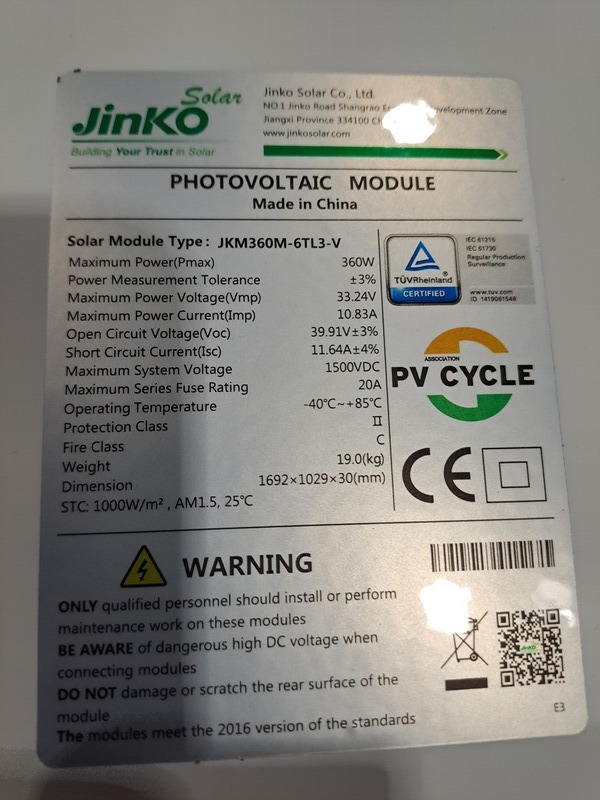 JinKO Solar
Building Your Trust in Solar
Jinko Solar Co., Ltd.
NO.1 Jinko Road Shangrao Development Zone
Jiangxi Province 334100
www.jinkosolar.com
PHOTOVOLTAIC MODULE
Made in China
Solar Module Type: JKM360M-6TL3-V
Maximum Power(Pmax) 360W
Power Measurement Tolerance ±3%
Maximum Power Voltage(Vmp) 33.24V
Maximum Power Current(Imp) 10.83A
Open Circuit Voltage(Voc) 39.91V±3%
Short Circuit Current(Isc) 11.64A±4%
Maximum System Voltage 1500VDC
Maximum Series Fuse Rating 20A
Operating Temperature -40℃~+85℃
Protection Class II
Fire Class C
Weight 19.0(kg)
Dimension 1692×1029×30(mm)
STC: 1000W/m², AM1.5, 25℃
TÜVRheinland ®
CERTIFIED
IEC 61215
IEC 61730
Regular Production
Surveillance
www.tuv.com
ID 1419061546
ASSOCIATION
PV CYCLE
CE
WARNING
ONLY qualified personnel should install or perform
maintenance work on these modules
BE AWARE of dangerous high DC voltage when
connecting modules
DO NOT damage or scratch the rear surface of the
module
The modules meet the 2016 version of the standards
JinKO
E3